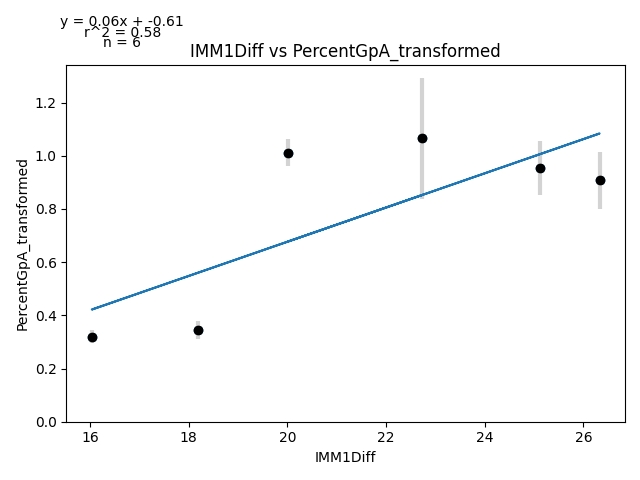 y = 0.06x + -0.61
r^2 = 0.58
n = 6
IMM1Diff vs PercentGpA_transformed
PercentGpA_transformed
1.2
1.0
0.8
0.6
0.4
0.2
0.0
16 18 20 22 24 26
IMM1Diff